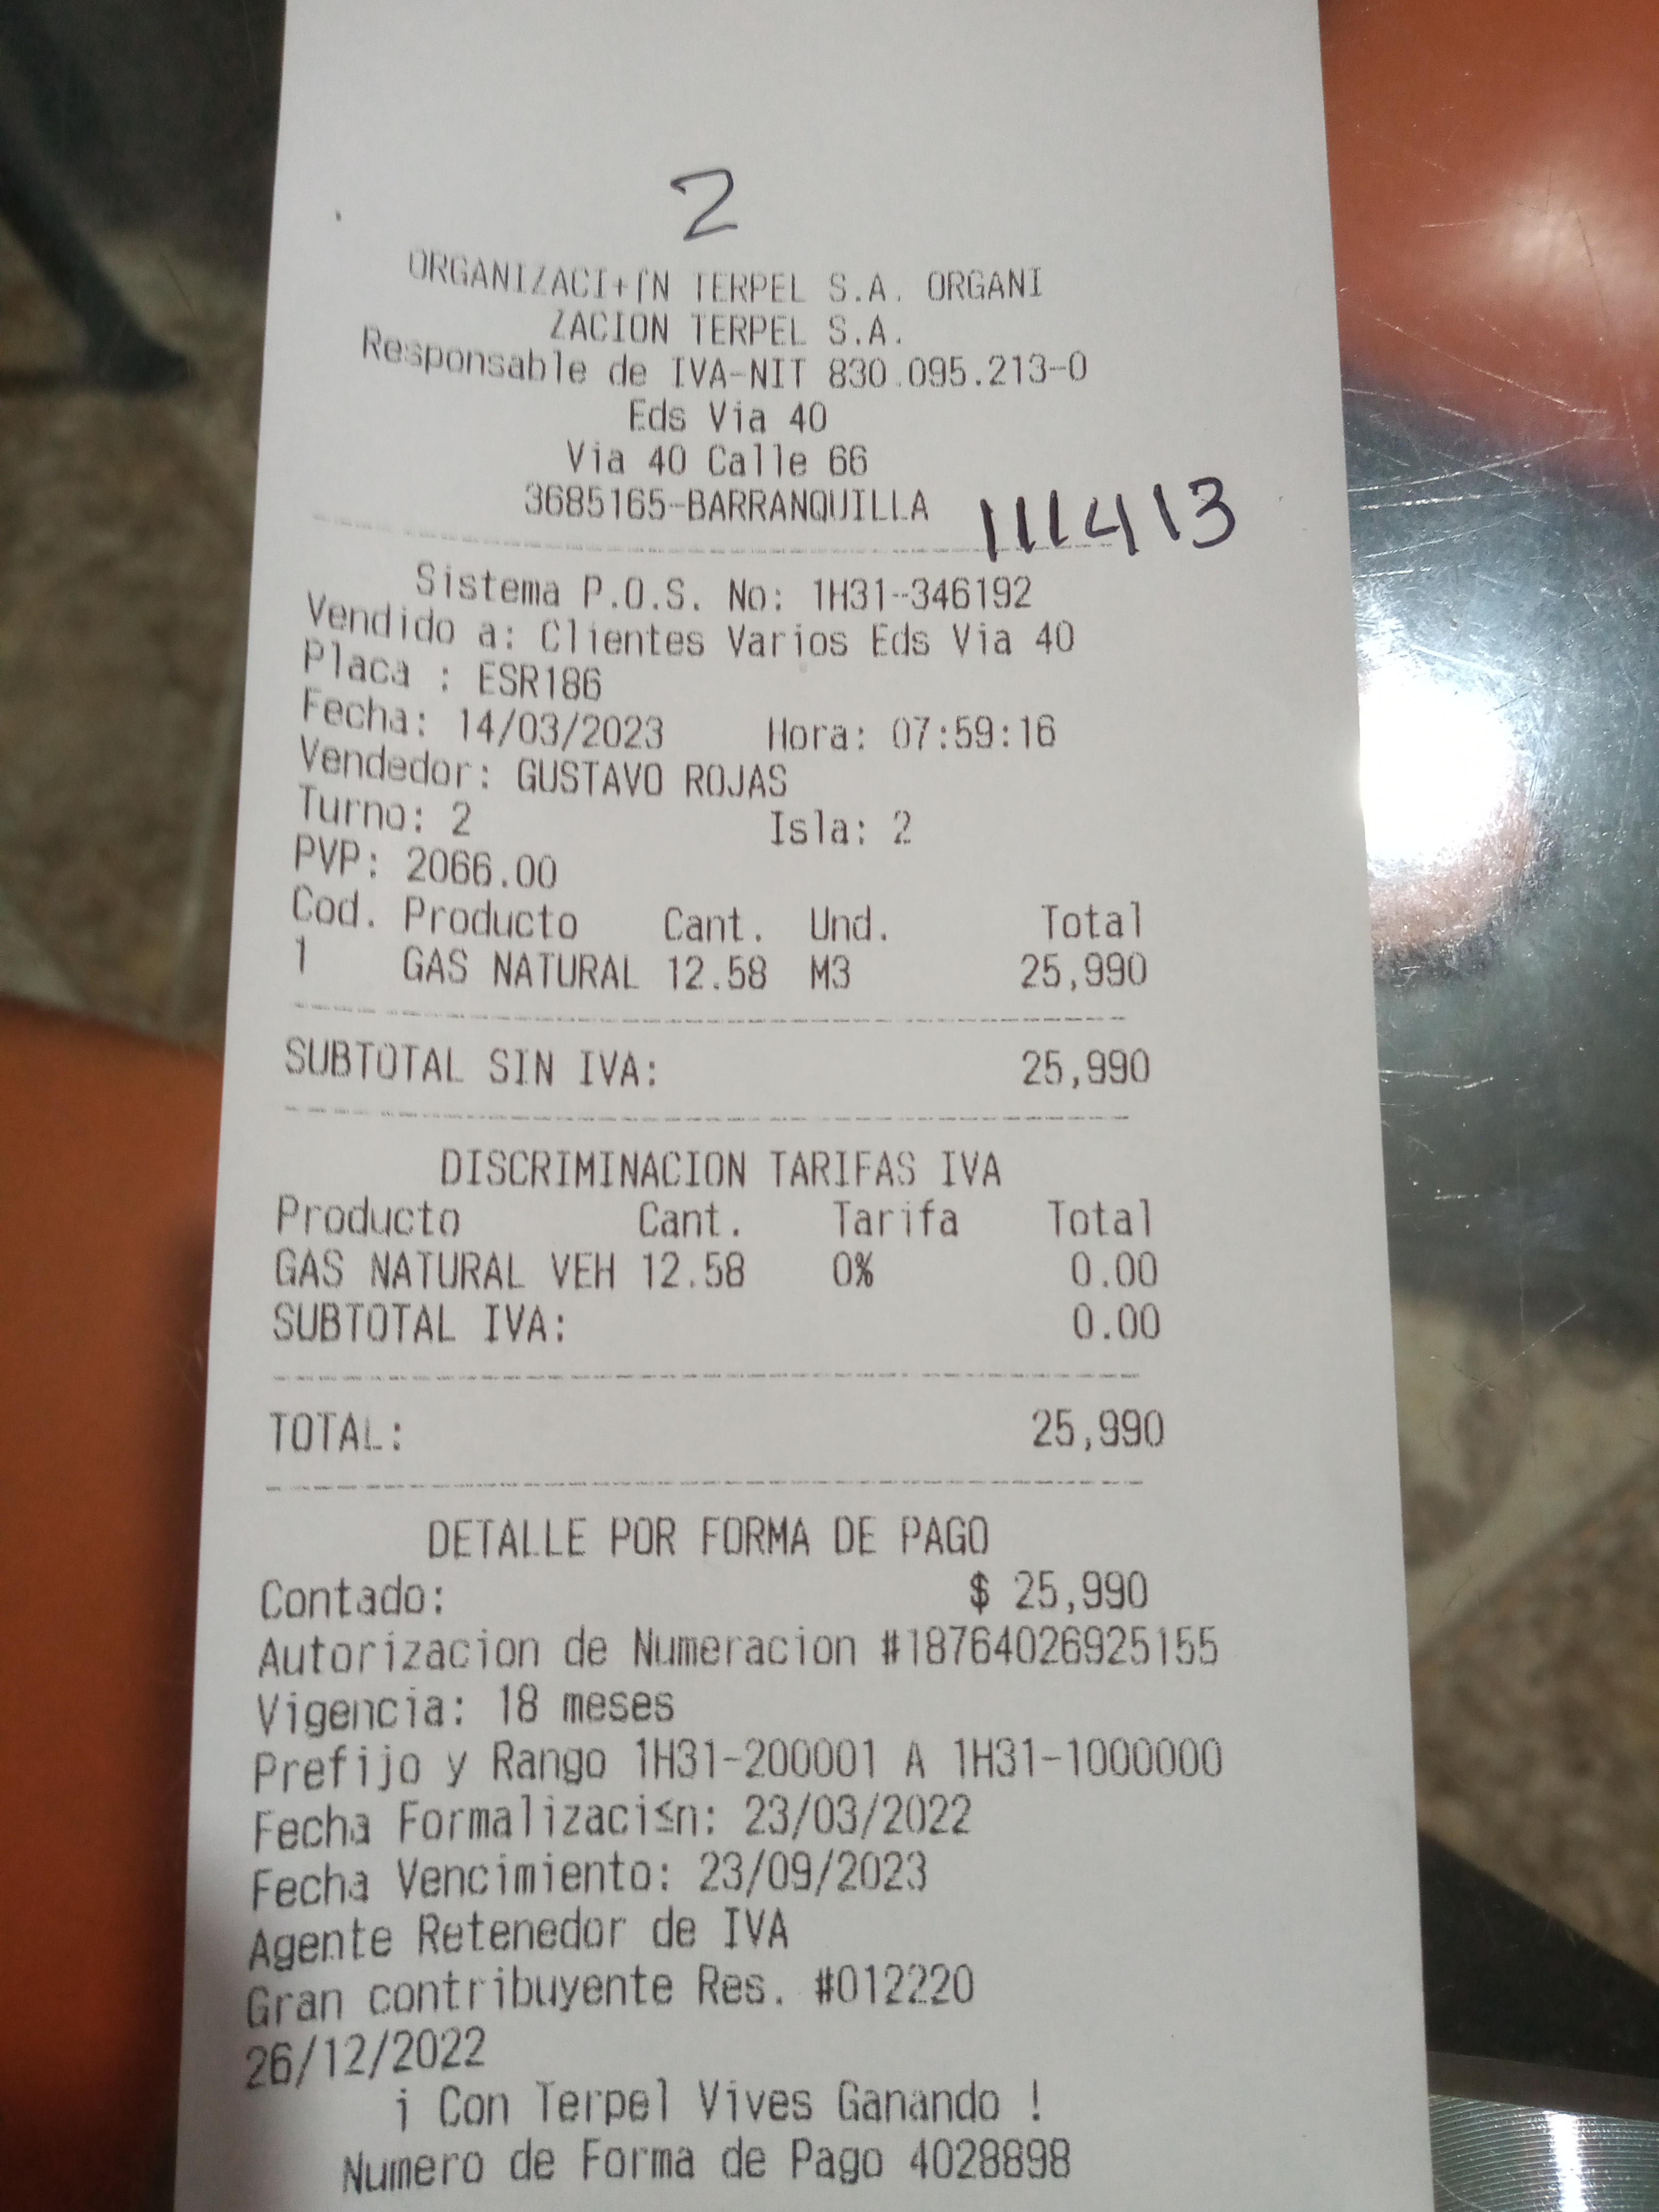 2
ORGANIZACI+⌠N TERPEL S.A. ORGANI
ZACION TERPEL S.A.
Responsable de IVA-NIT 830.095.213-0
Eds Via 40
Via 40 Calle 66
3685165-BARRANQUILLA 111413
Sistema P.O.S. No: 1H31-346192
Vendido a: Clientes Varios Eds Via 40
Placa : ESR186
Fecha: 14/03/2023 Hora: 07:59:16
Vendedor: GUSTAVO ROJAS
Turno: 2 Isla: 2
PVP: 2066.00
Cod. Producto Cant. Und. Total
1 GAS NATURAL 12.58 M3 25,990
SUBTOTAL SIN IVA: 25,990
DISCRIMINACION TARIFAS IVA
Producto Cant. Tarifa Total
GAS NATURAL VEH 12.58 0% 0.00
SUBTOTAL IVA: 0.00
TOTAL: 25,990
DETALLE POR FORMA DE PAGO
Contado: $ 25,990
Autorizacion de Numeracion #18764026925155
Vigencia: 18 meses
Prefijo y Rango 1H31-200001 A 1H31-1000000
Fecha Formalizaci≤n: 23/03/2022
Fecha Vencimiento: 23/09/2023
Agente Retenedor de IVA
Gran contribuyente Res. #012220
26/12/2022
¡ Con Terpel Vives Ganando !
Numero de Forma de Pago 4028898